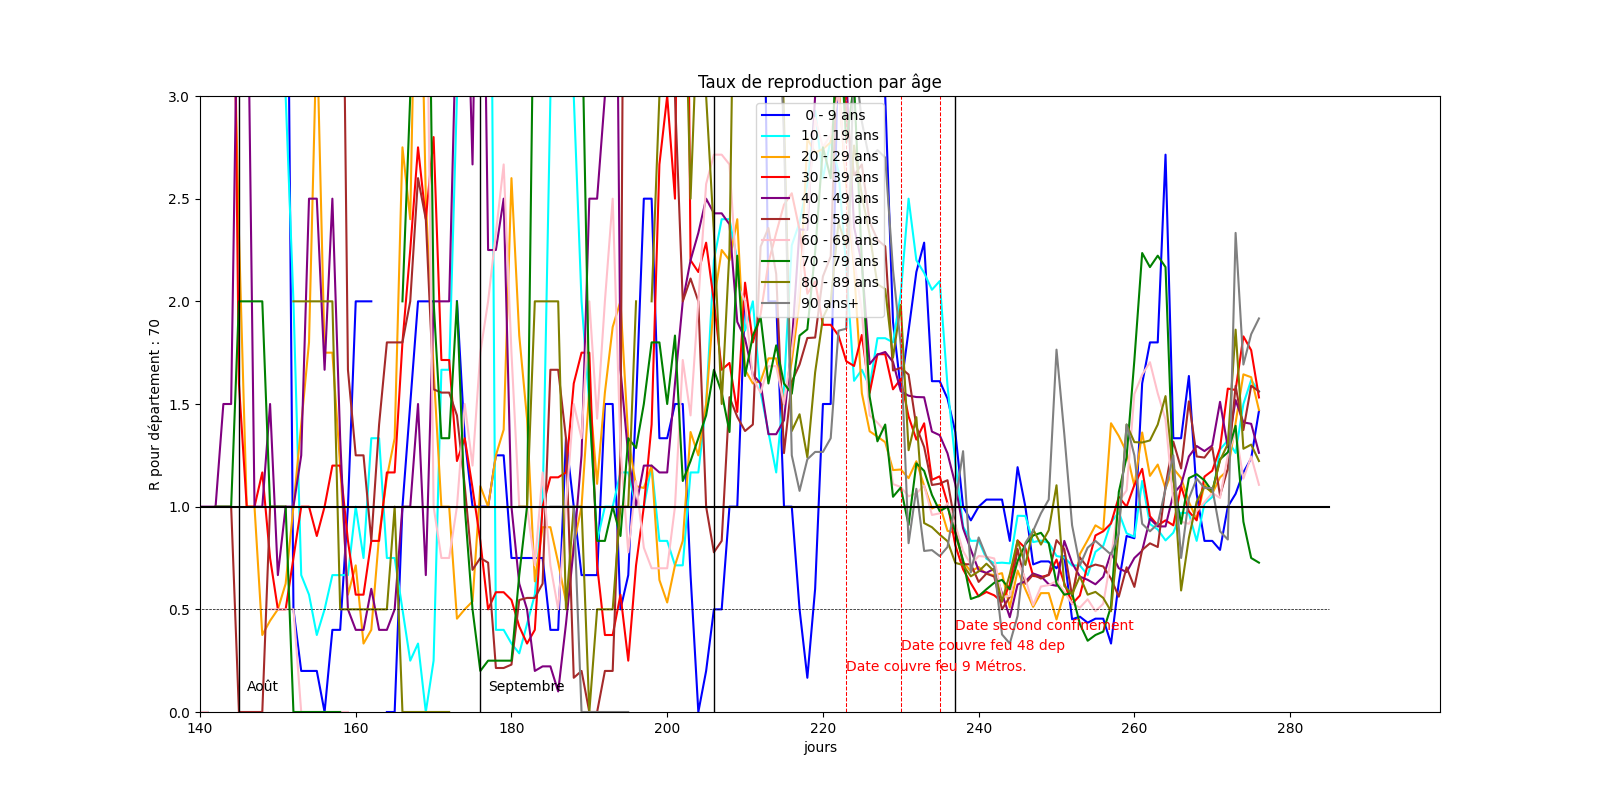 Taux de reproduction par âge
R pour département : 70
3.0
2.5
2.0
1.5
1.0
0.5
0.0
0 - 9 ans
10 - 19 ans
20 - 29 ans
30 - 39 ans
40 - 49 ans
50 - 59 ans
60 - 69 ans
70 - 79 ans
80 - 89 ans
90 ans+
Date second confinement
Date couvre feu 48 dep
Date couvre feu 9 Métros.
Août
Septembre
140
160
180
200
220
240
260
280
jours